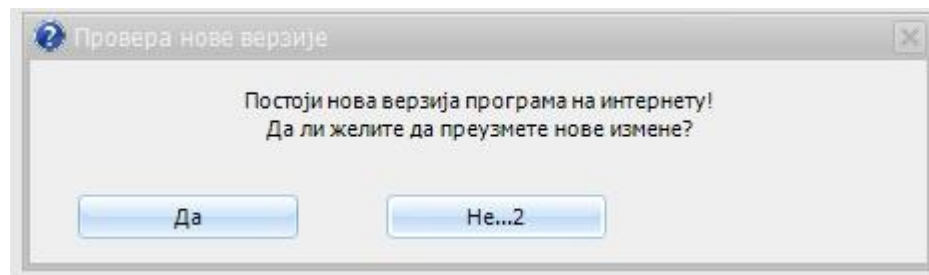 Провера нове верзије
Постоји нова верзија програма на интернету!
Да ли желите да преузмете нове измене?
Да
Не...2